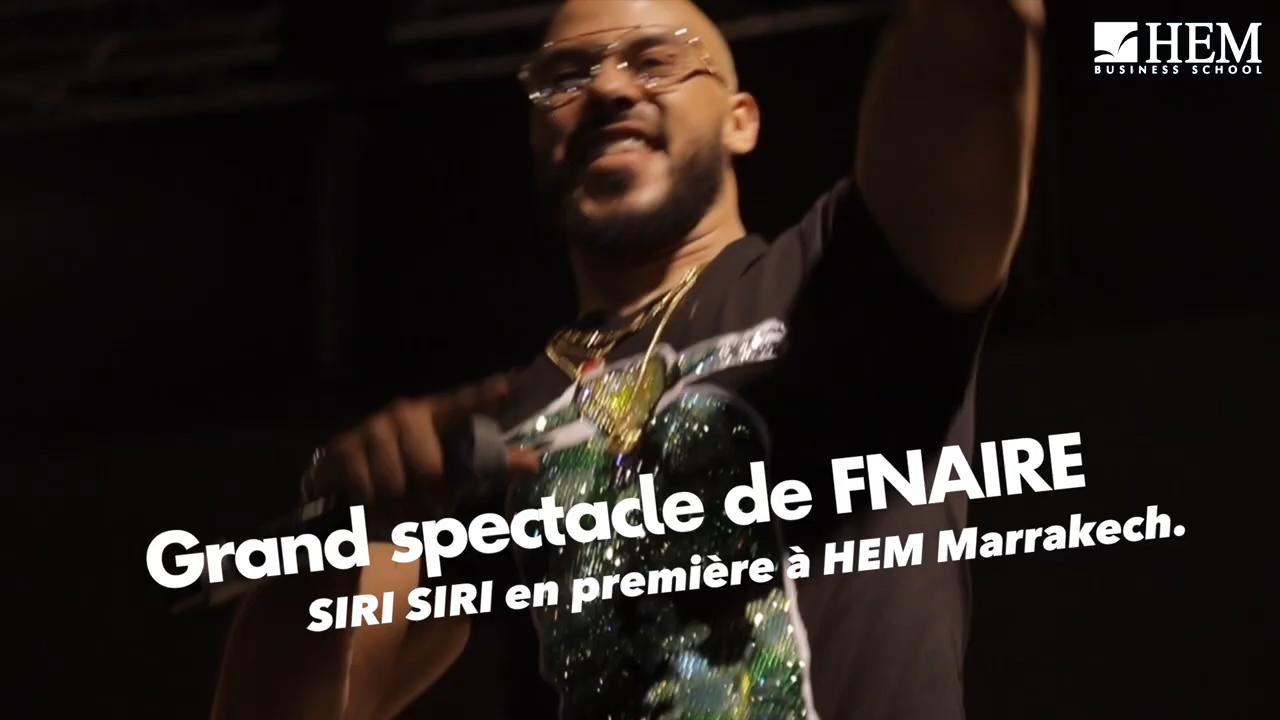 HEM
BUSINESS SCHOOL
Grand spectacle de FNAIRE
SIRI SIRI en première à HEM Marrakech.